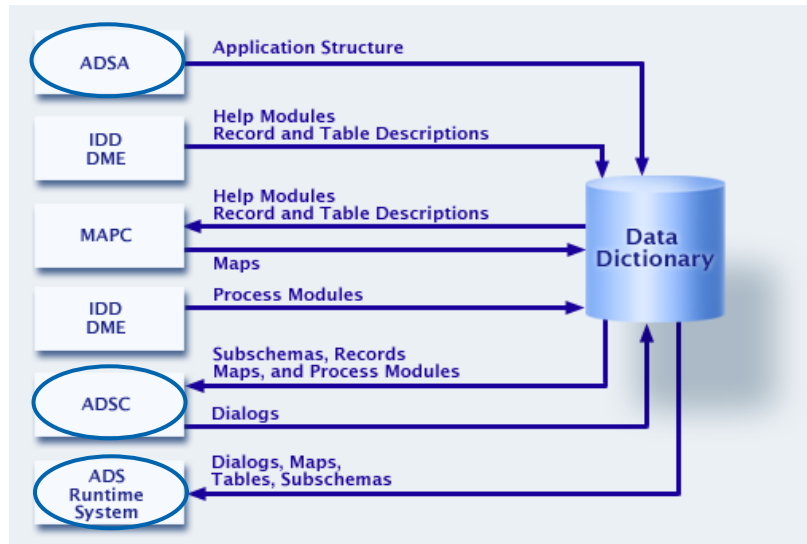 ADSA
Application Structure
IDD
DME
Help Modules
Record and Table Descriptions
MAPC
Help Modules
Record and Table Descriptions
Maps
Data
Dictionary
IDD
DME
Process Modules
ADSC
Subschemas, Records
Maps, and Process Modules
Dialogs
ADS
Runtime
System
Dialogs, Maps,
Tables, Subschemas